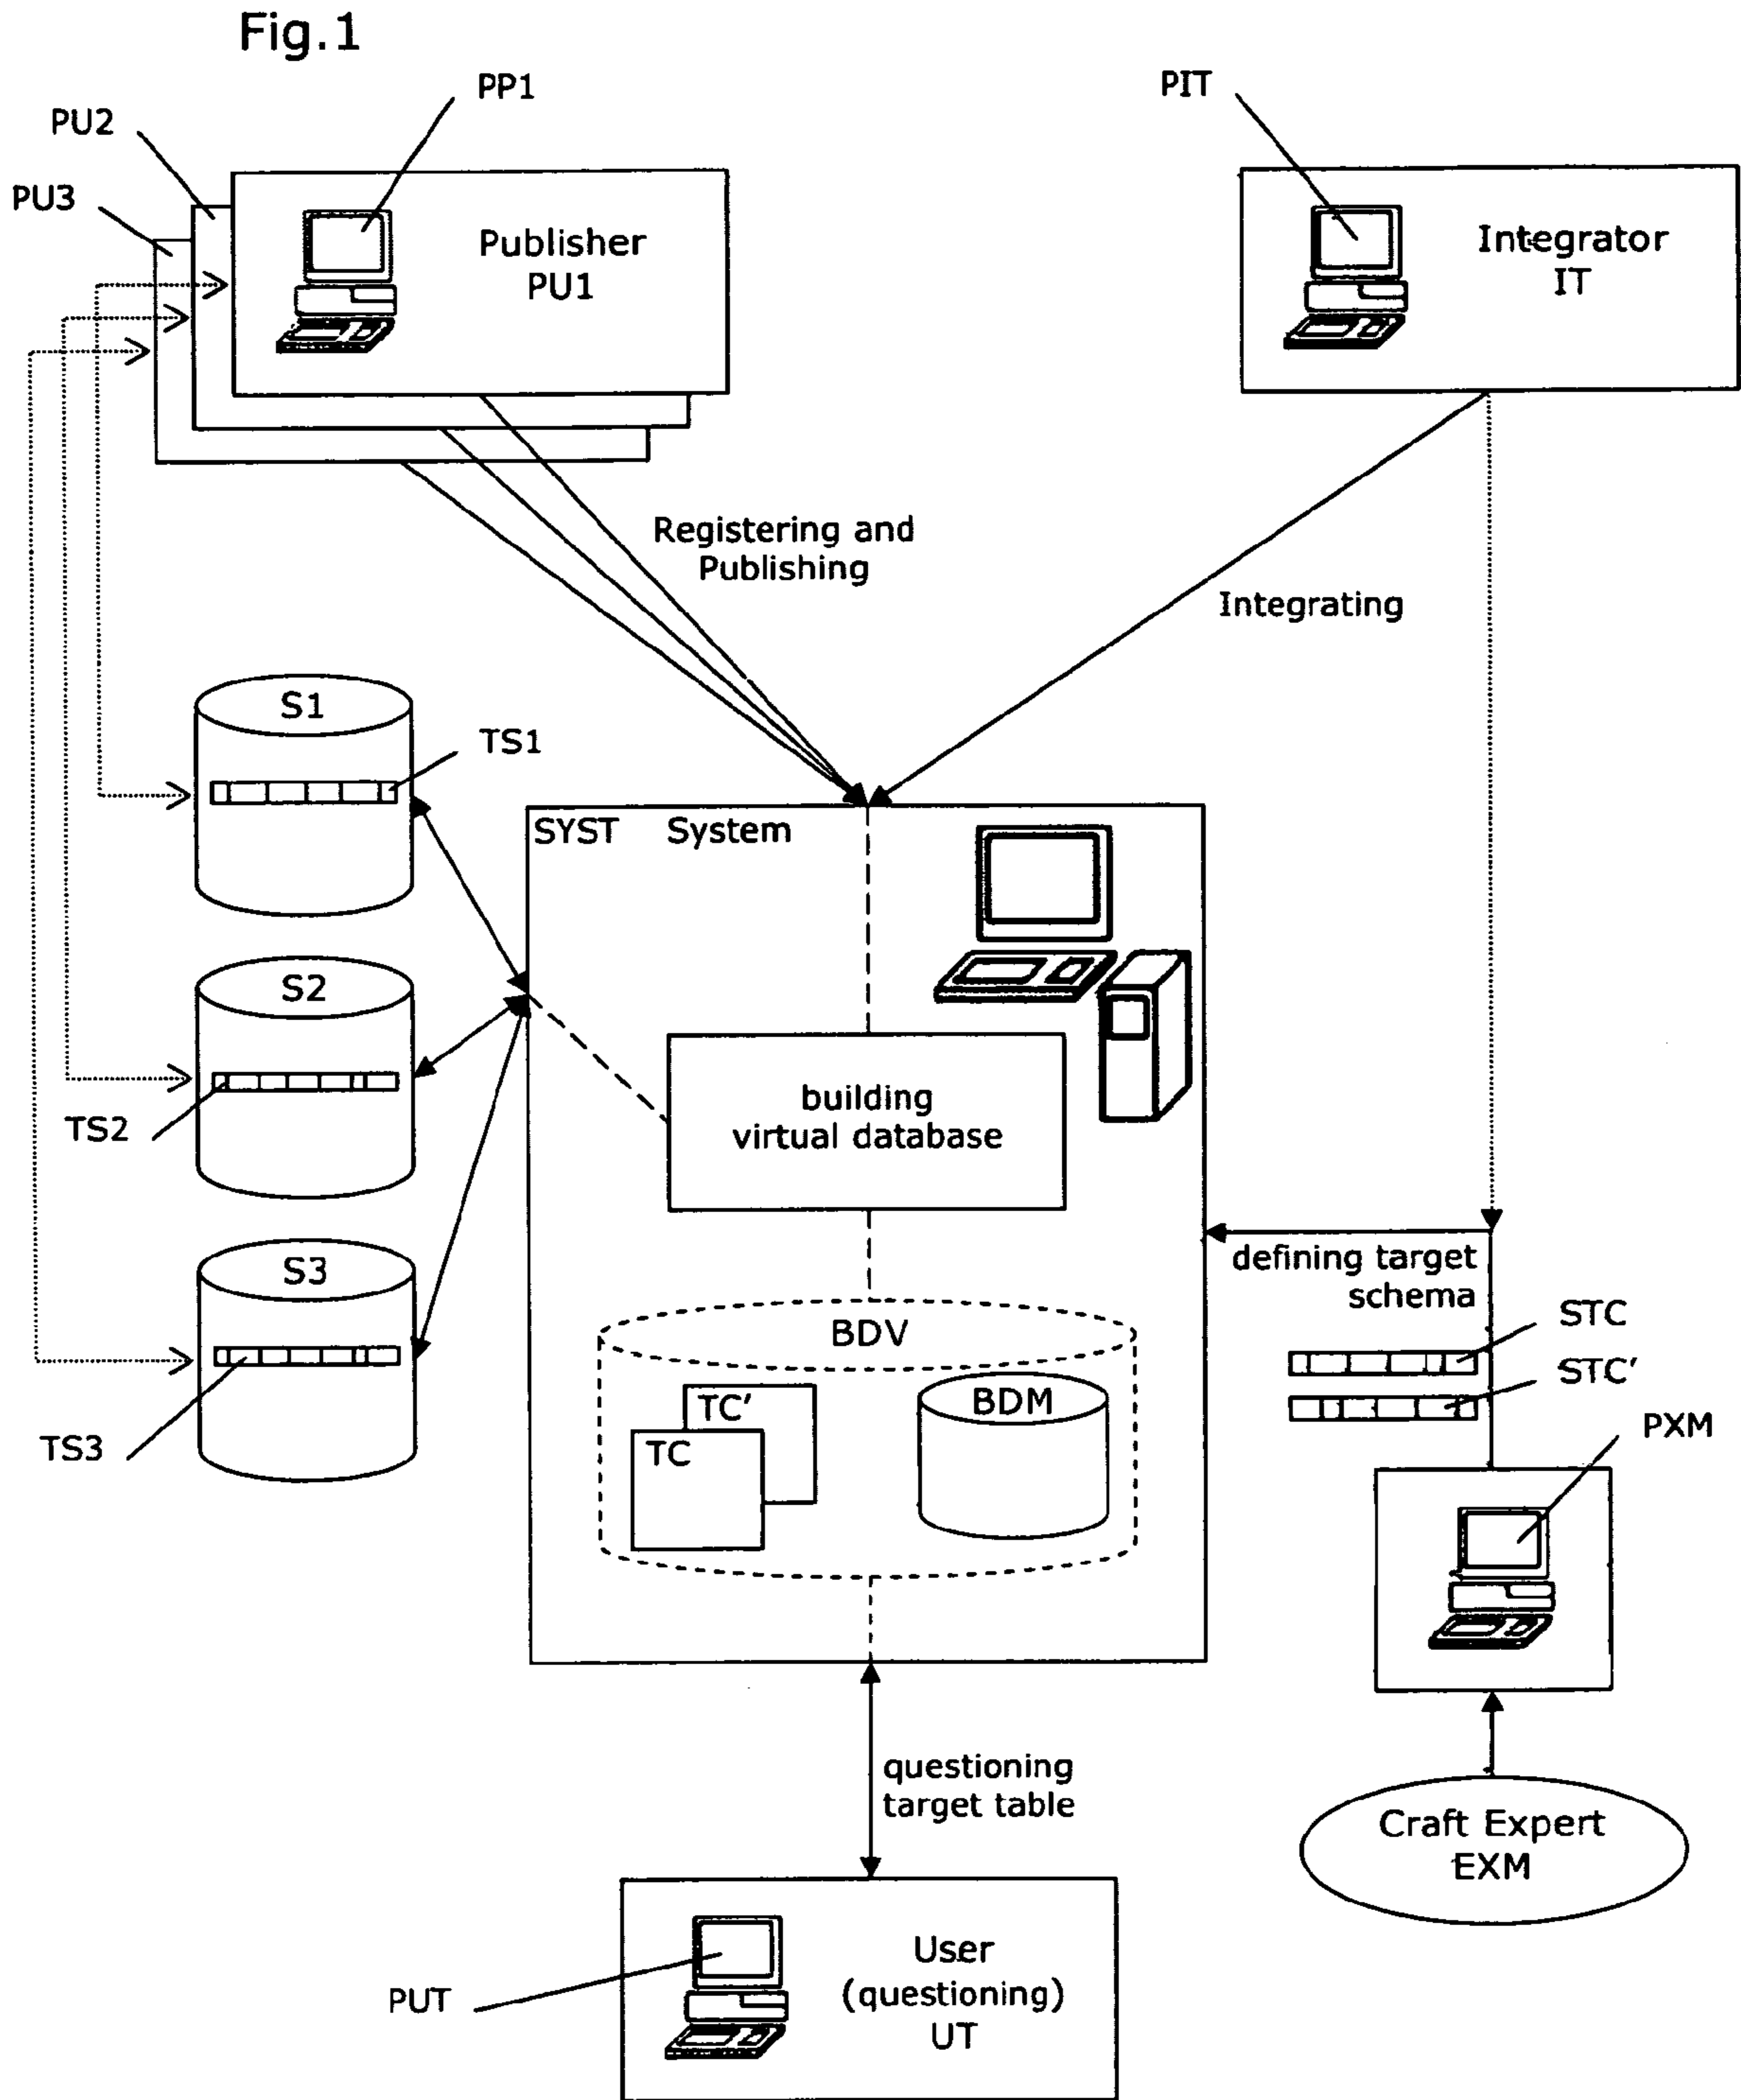 Fig.1
PP1
PIT
PU2
PU3
Publisher
PU1
Integrator
IT
Registering and
Publishing
Integrating
S1
TS1
SYST System
S2
TS2
building
virtual database
S3
TS3
defining target
schema
STC
STC'
PXM
BDV
TC'
TC
BDM
questioning
target table
Craft Expert
EXM
PUT
User
(questioning)
UT